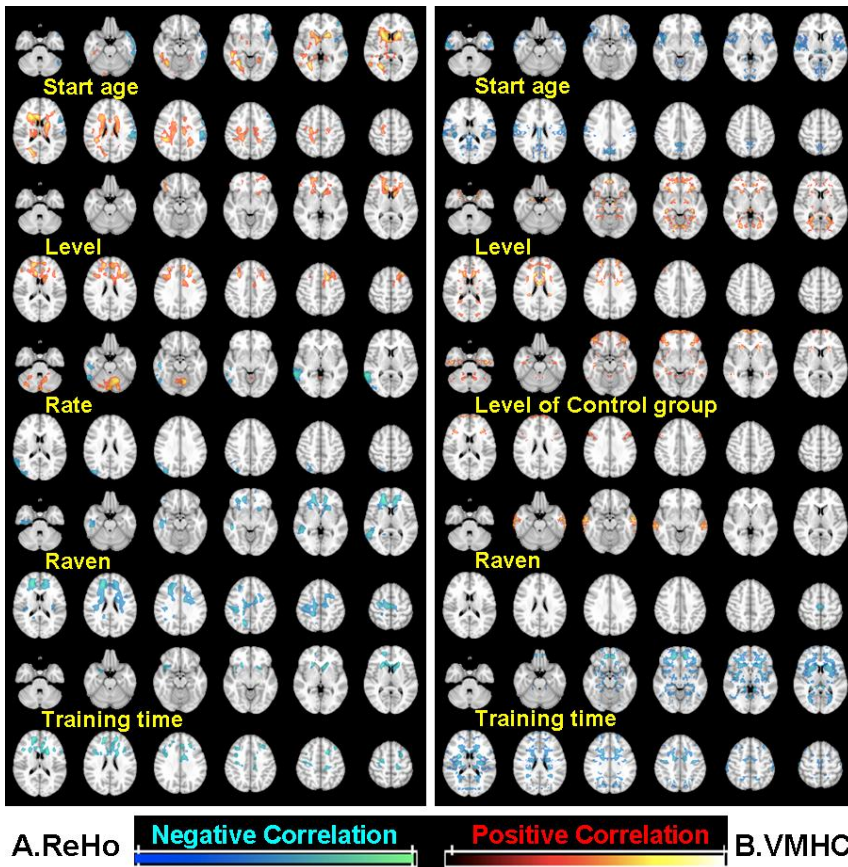 Start age
Level
Rate
Raven
Training time
Start age
Level
Level of Control group
Raven
Training time
A.ReHo
Negative Correlation
Positive Correlation
B.VMHC